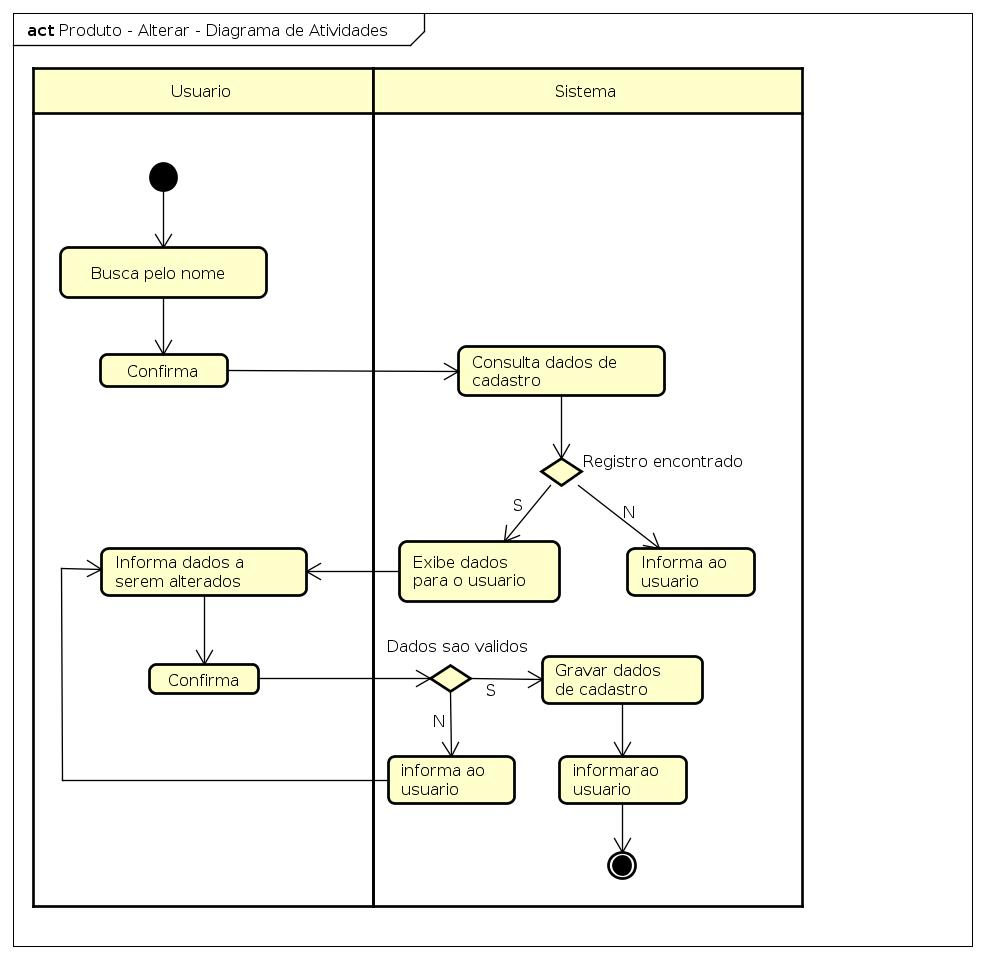 act Produto - Alterar - Diagrama de Atividades
Usuario
Sistema
Busca pelo nome
Confirma
Consulta dados de
cadastro
Registro encontrado
S
N
Informa dados a
serem alterados
Exibe dados
para o usuario
Informa ao
usuario
Dados sao validos
Confirma
S
Gravar dados
de cadastro
N
informa ao
usuario
informarao
usuario